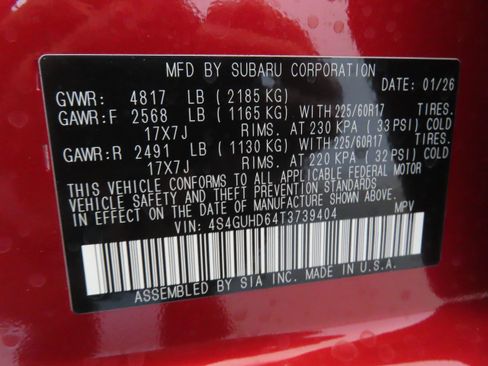 MFD BY SUBARU CORPORATION
DATE: 01/26
GVWR: 4817 LB (2185 KG)
GAWR:F 2568 LB (1165 KG) WITH 225/60R17 TIRES.
17X7J RIMS. AT 230 KPA (33 PSI) COLD
GAWR:R 2491 LB (1130 KG) WITH 225/60R17 TIRES.
17X7J RIMS. AT 220 KPA (32 PSI) COLD
THIS VEHICLE CONFORMS TO ALL APPLICABLE FEDERAL MOTOR
VEHICLE SAFETY AND THEFT PREVENTION STANDARDS
IN EFFECT ON THE DATE OF MANUFACTURE SHOWN ABOVE.
VIN: 4S4GUHD64T3739404 MPV
ASSEMBLED BY SIA INC. MADE IN U.S.A.